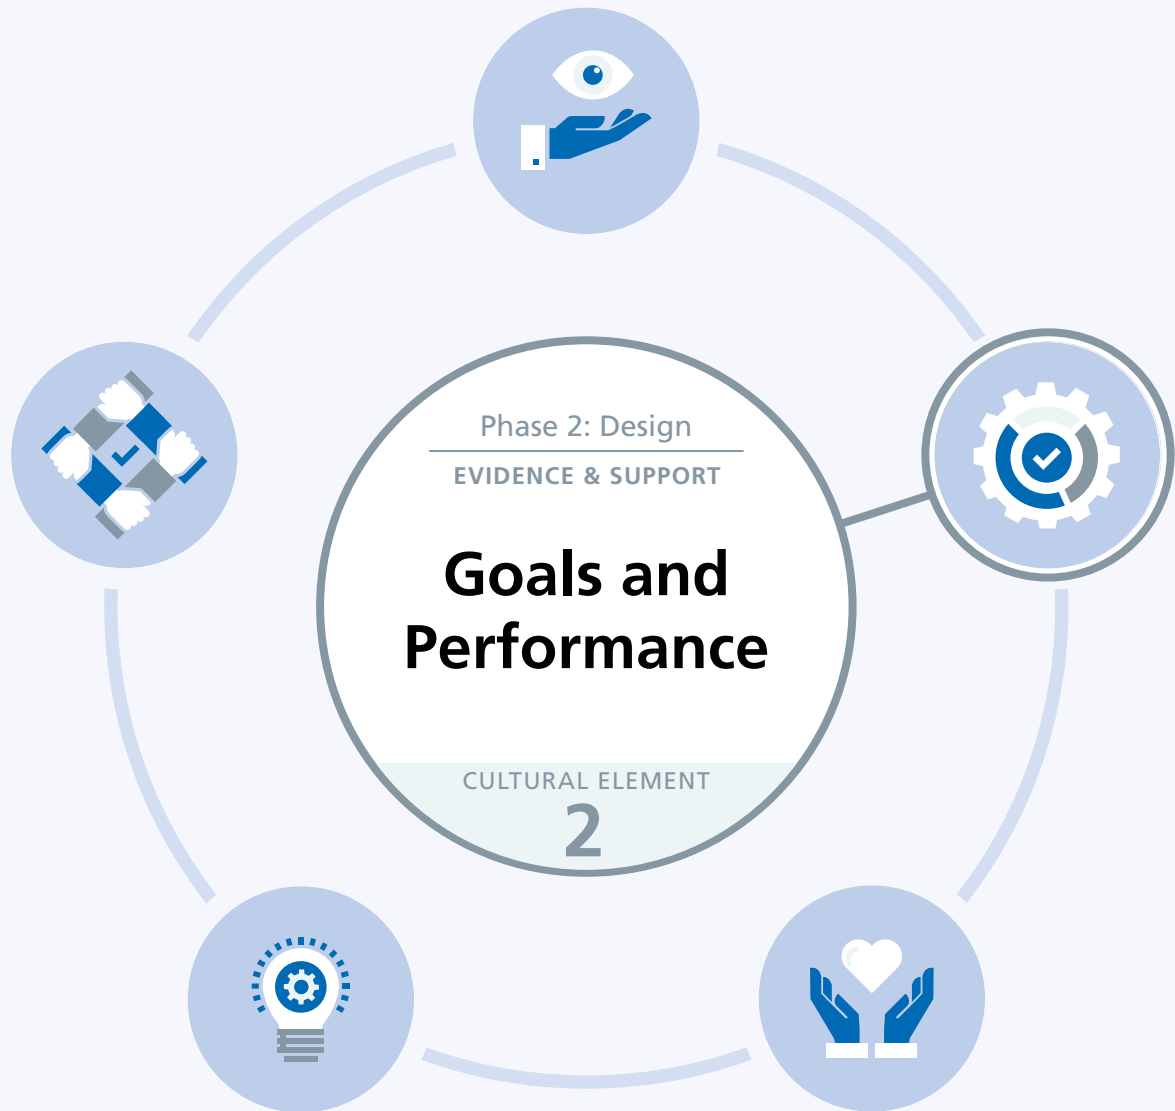 Phase 2: Design
EVIDENCE & SUPPORT
Goals and
Performance
CULTURAL ELEMENT
2